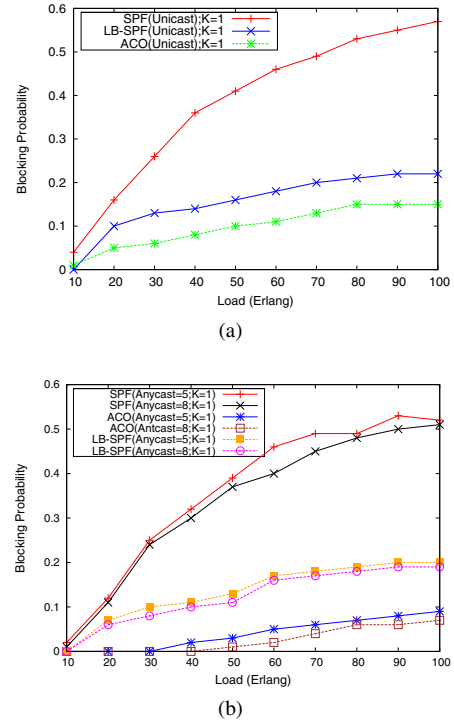 0.6
0.5
0.4
0.3
0.2
0.1
0
Blocking Probability
SPF(Unicast);K=1
LB-SPF(Unicast);K=1
ACO(Unicast);K=1
10 20 30 40 50 60 70 80 90 100
Load (Erlang)
(a)
0.6
0.5
0.4
0.3
0.2
0.1
0
Blocking Probability
SPF(Anycast=5;K=1)
SPF(Anycast=8;K=1)
ACO(Anycast=5;K=1)
ACO(Antcast=8;K=1)
LB-SPF(Anycast=5;K=1)
LB-SPF(Anycast=8;K=1)
10 20 30 40 50 60 70 80 90 100
Load (Erlang)
(b)